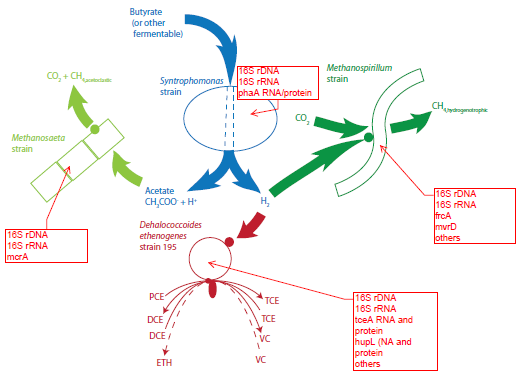 Butyrate
(or other
fermentable)
Syntrophomonas
strain
16S rDNA
16S rRNA
phaA RNA/protein
Methanospirillum
strain
CO2 + CH4,acetoclastic
Methanosaeta
strain
CO2
CH4,hydrogenotrophic
Acetate
CH3COO- + H+
H2
16S rDNA
16S rRNA
frcA
mvrD
others
16S rDNA
16S rRNA
mcrA
Dehalococcoides
ethenogenes
strain 195
PCE
DCE
DCE
ETH
TCE
TCE
VC
VC
16S rDNA
16S rRNA
tceA RNA and
protein
hupL (NA and
protein
others